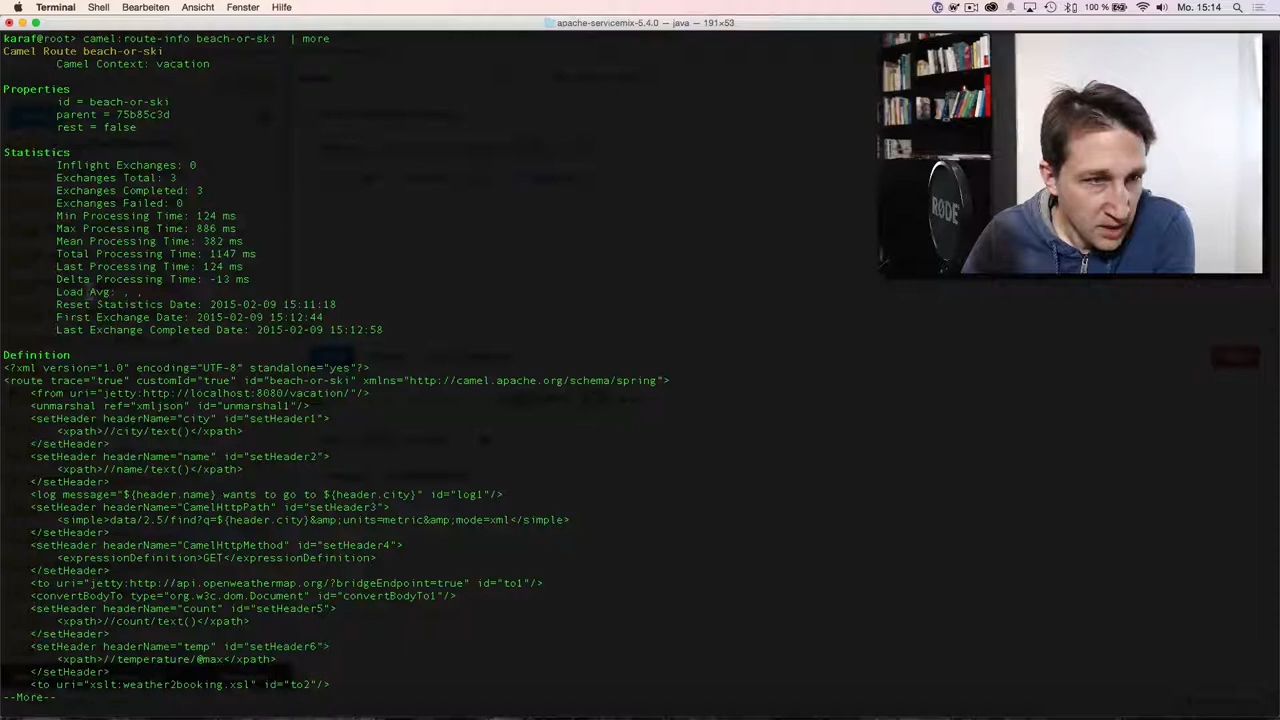 Terminal Shell Bearbeiten Ansicht Fenster Hilfe 100 % Mo. 15:14
apache-servicemix-5.4.0 — java — 191×53
karaf@root> camel:route-info beach-or-ski | more
Camel Route beach-or-ski
Camel Context: vacation
Properties
id = beach-or-ski
parent = 75b85c3d
rest = false
Statistics
Inflight Exchanges: 0
Exchanges Total: 3
Exchanges Completed: 3
Exchanges Failed: 0
Min Processing Time: 124 ms
Max Processing Time: 886 ms
Mean Processing Time: 382 ms
Total Processing Time: 1147 ms
Last Processing Time: 124 ms
Delta Processing Time: -13 ms
Load Avg: , ,
Reset Statistics Date: 2015-02-09 15:11:18
First Exchange Date: 2015-02-09 15:12:44
Last Exchange Completed Date: 2015-02-09 15:12:58
Definition
<?xml version="1.0" encoding="UTF-8" standalone="yes"?>
<route trace="true" customId="true" id="beach-or-ski" xmlns="http://camel.apache.org/schema/spring">
<from uri="jetty:http://localhost:8080/vacation/"/>
<unmarshal ref="xmljson" id="unmarshal1"/>
<setHeader headerName="city" id="setHeader1">
<xpath>//city/text()</xpath>
</setHeader>
<setHeader headerName="name" id="setHeader2">
<xpath>//name/text()</xpath>
</setHeader>
<log message="${header.name} wants to go to ${header.city}" id="log1"/>
<setHeader headerName="CamelHttpPath" id="setHeader3">
<simple>data/2.5/find?q=${header.city}&amp;units=metric&amp;mode=xml</simple>
</setHeader>
<setHeader headerName="CamelHttpMethod" id="setHeader4">
<expressionDefinition>GET</expressionDefinition>
</setHeader>
<to uri="jetty:http://api.openweathermap.org/?bridgeEndpoint=true" id="to1"/>
<convertBodyTo type="org.w3c.dom.Document" id="convertBodyTo1"/>
<setHeader headerName="count" id="setHeader5">
<xpath>//count/text()</xpath>
</setHeader>
<setHeader headerName="temp" id="setHeader6">
<xpath>//temperature/@max</xpath>
</setHeader>
<to uri="xslt:weather2booking.xsl" id="to2"/>
--More--
RØDE